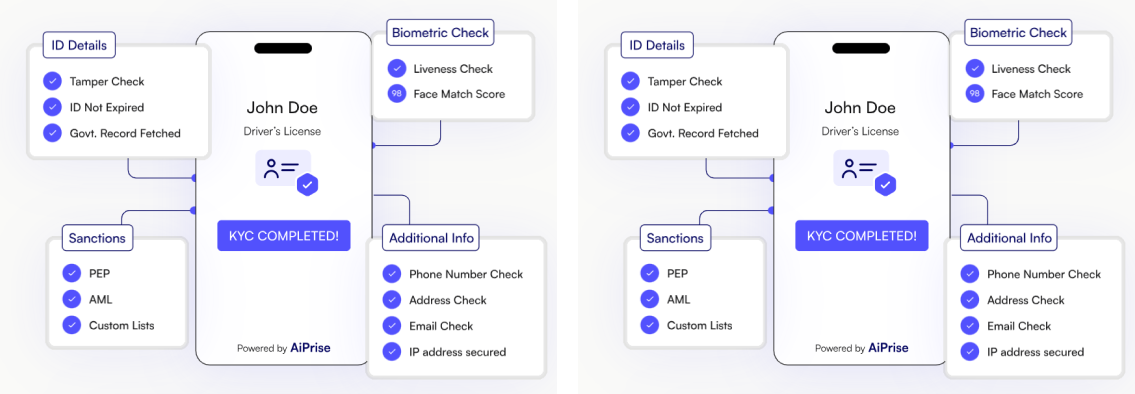 ID Details
Tamper Check
ID Not Expired
Govt. Record Fetched
Biometric Check
Liveness Check
98 Face Match Score
John Doe
Driver's License
KYC COMPLETED!
Sanctions
PEP
AML
Custom Lists
Additional Info
Phone Number Check
Address Check
Email Check
IP address secured
Powered by AiPrise
ID Details
Tamper Check
ID Not Expired
Govt. Record Fetched
Biometric Check
Liveness Check
98 Face Match Score
John Doe
Driver's License
KYC COMPLETED!
Sanctions
PEP
AML
Custom Lists
Additional Info
Phone Number Check
Address Check
Email Check
IP address secured
Powered by AiPrise